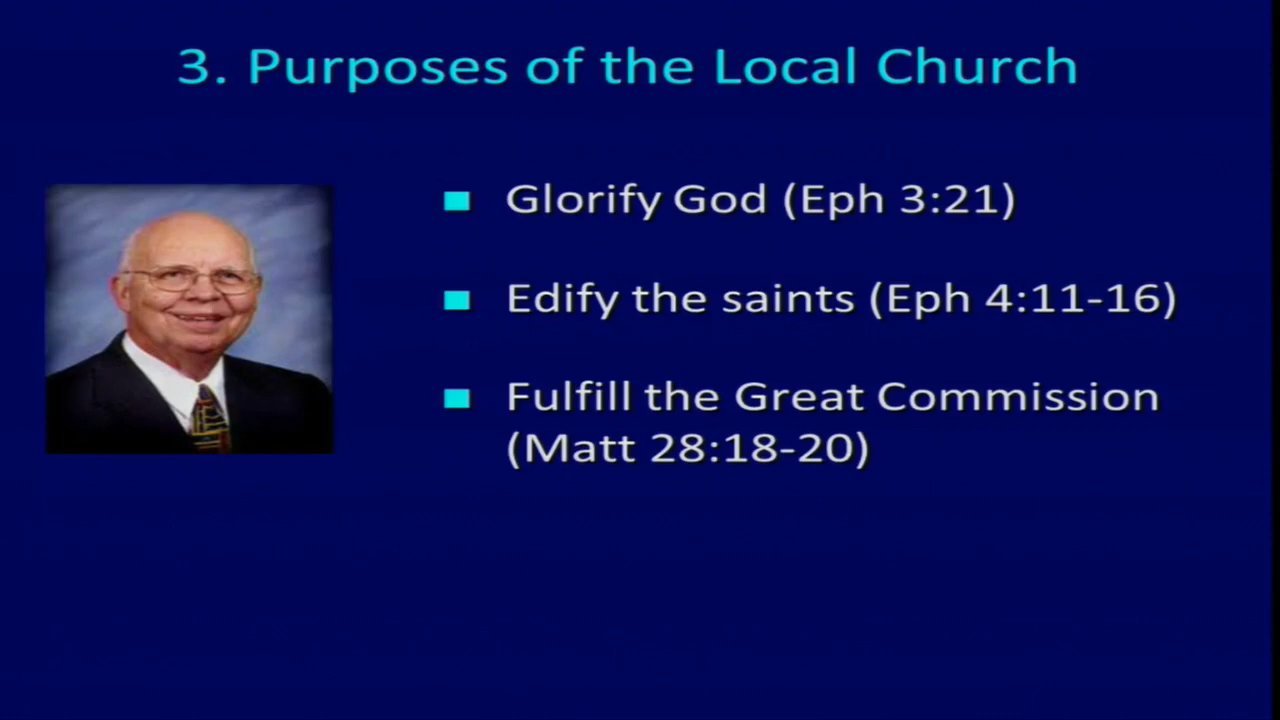 3. Purposes of the Local Church
Glorify God (Eph 3:21)
Edify the saints (Eph 4:11-16)
Fulfill the Great Commission
(Matt 28:18-20)